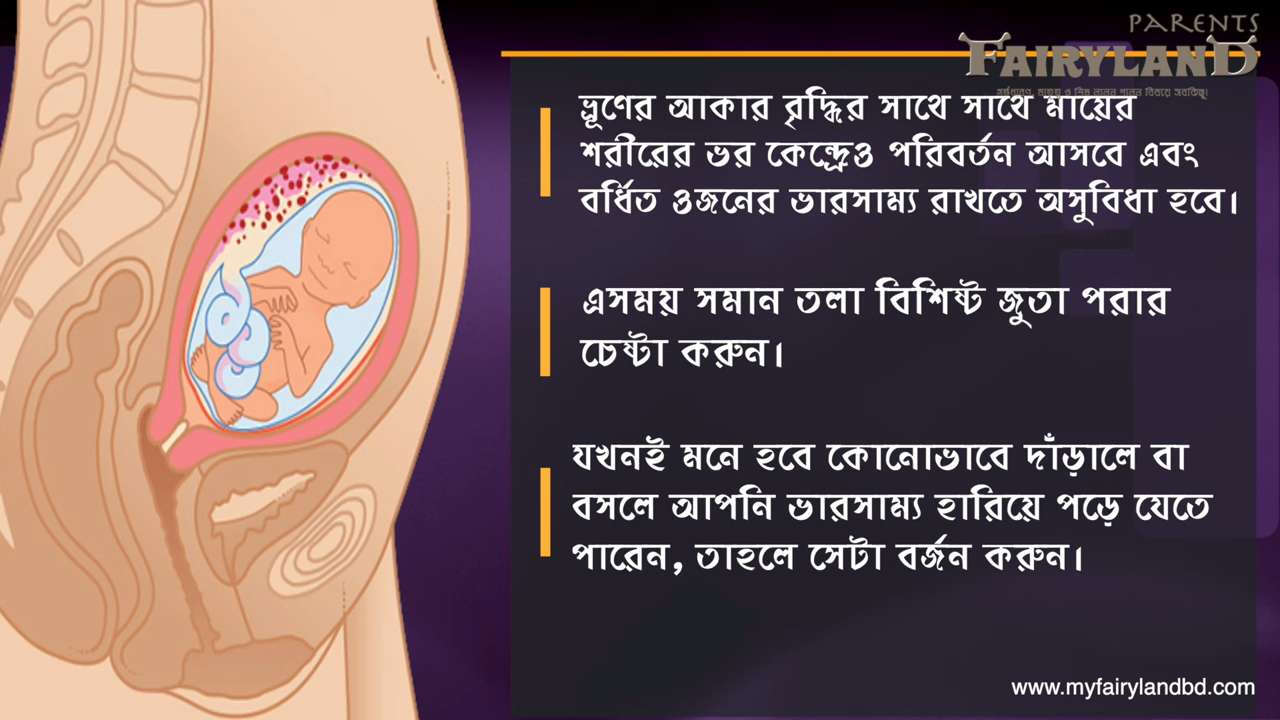 PARENTS
FAIRYLAND
ভ্রূণের আকার বৃদ্ধির সাথে সাথে মায়ের
শরীরের ভর কেন্দ্রেও পরিবর্তন আসবে এবং
বর্ধিত ওজনের ভারসাম্য রাখতে অসুবিধা হবে।
এসময় সমান তলা বিশিষ্ট জুতা পরার
চেষ্টা করুন।
যখনই মনে হবে কোনোভাবে দাঁড়ালে বা
বসলে আপনি ভারসাম্য হারিয়ে পড়ে যেতে
পারেন, তাহলে সেটা বর্জন করুন।
www.myfairylandbd.com